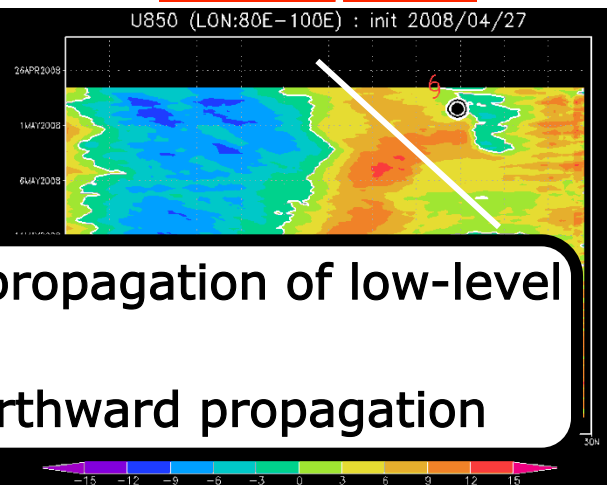 U850 (LON:80E-100E) : init 2008/04/27
26APR2008
1MAY2008
6MAY2008
propagation of low-level
rthward propagation
30N
-15 -12 -9 -6 -3 0 3 6 9 12 15